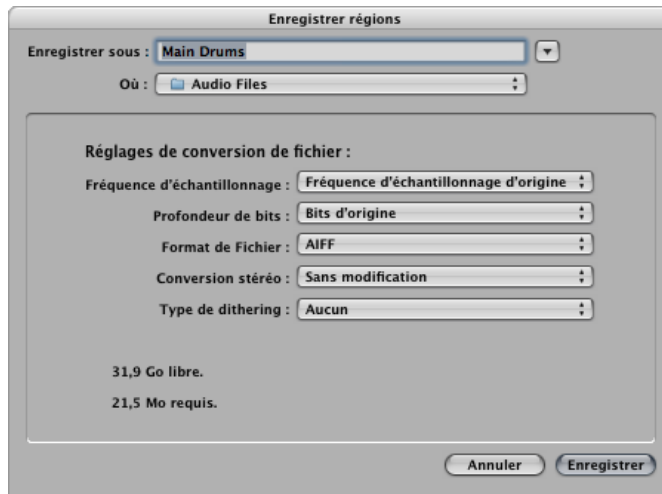 Enregistrer régions
Enregistrer sous : Main Drums
Où : Audio Files
Réglages de conversion de fichier :
Fréquence d'échantillonnage : Fréquence d'échantillonnage d'origine
Profondeur de bits : Bits d'origine
Format de Fichier : AIFF
Conversion stéréo : Sans modification
Type de dithering : Aucun
31,9 Go libre.
21,5 Mo requis.
Annuler Enregistrer